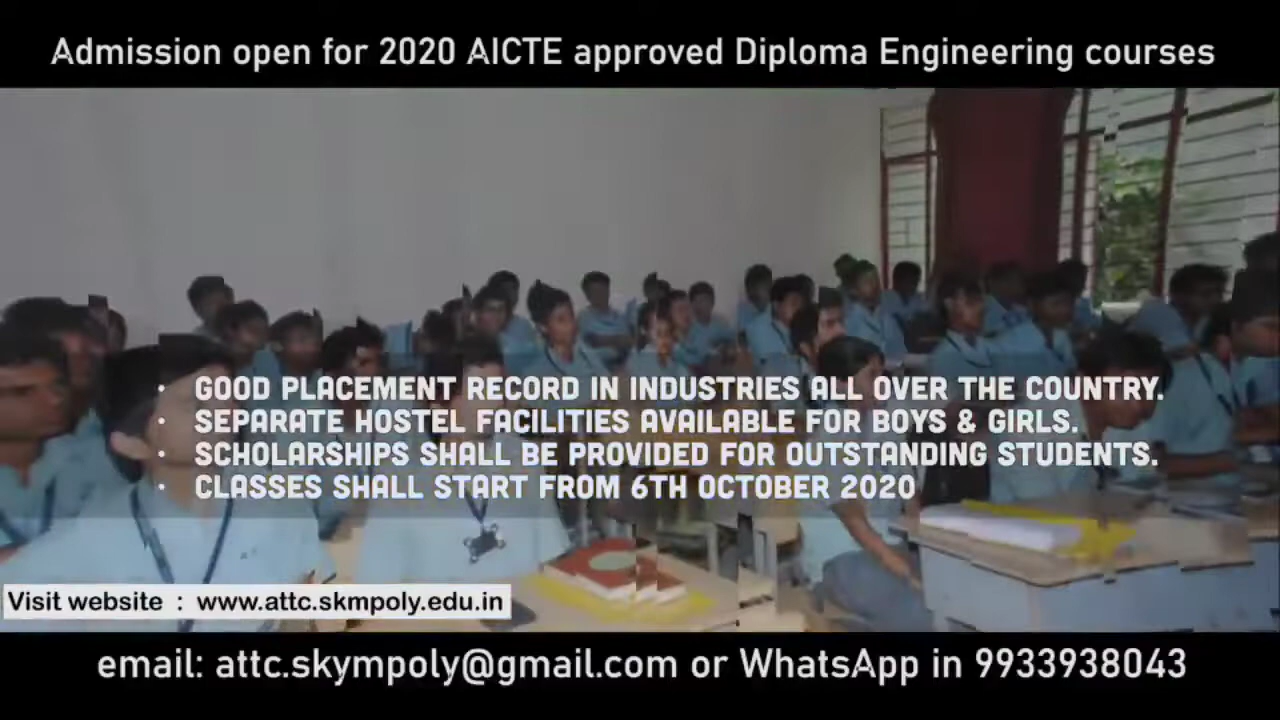 Admission open for 2020 AICTE approved Diploma Engineering courses
• GOOD PLACEMENT RECORD IN INDUSTRIES ALL OVER THE COUNTRY.
• SEPARATE HOSTEL FACILITIES AVAILABLE FOR BOYS & GIRLS.
• SCHOLARSHIPS SHALL BE PROVIDED FOR OUTSTANDING STUDENTS.
• CLASSES SHALL START FROM 6TH OCTOBER 2020
Visit website : www.attc.skmpoly.edu.in
email: attc.skympoly@gmail.com or WhatsApp in 9933938043